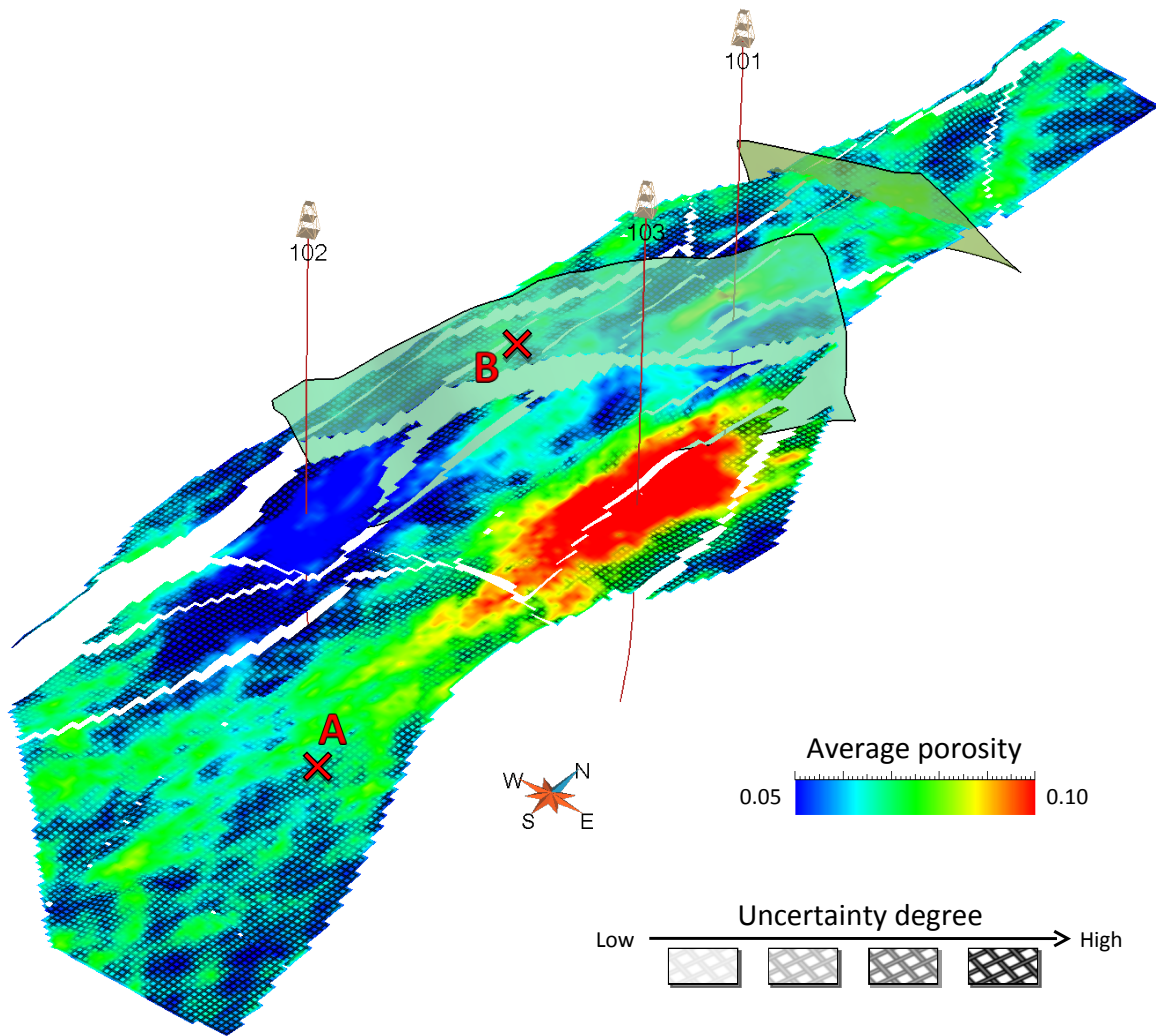 101
102
103
B
A
W
N
S
E
Average porosity
0.05
0.10
Uncertainty degree
Low
High